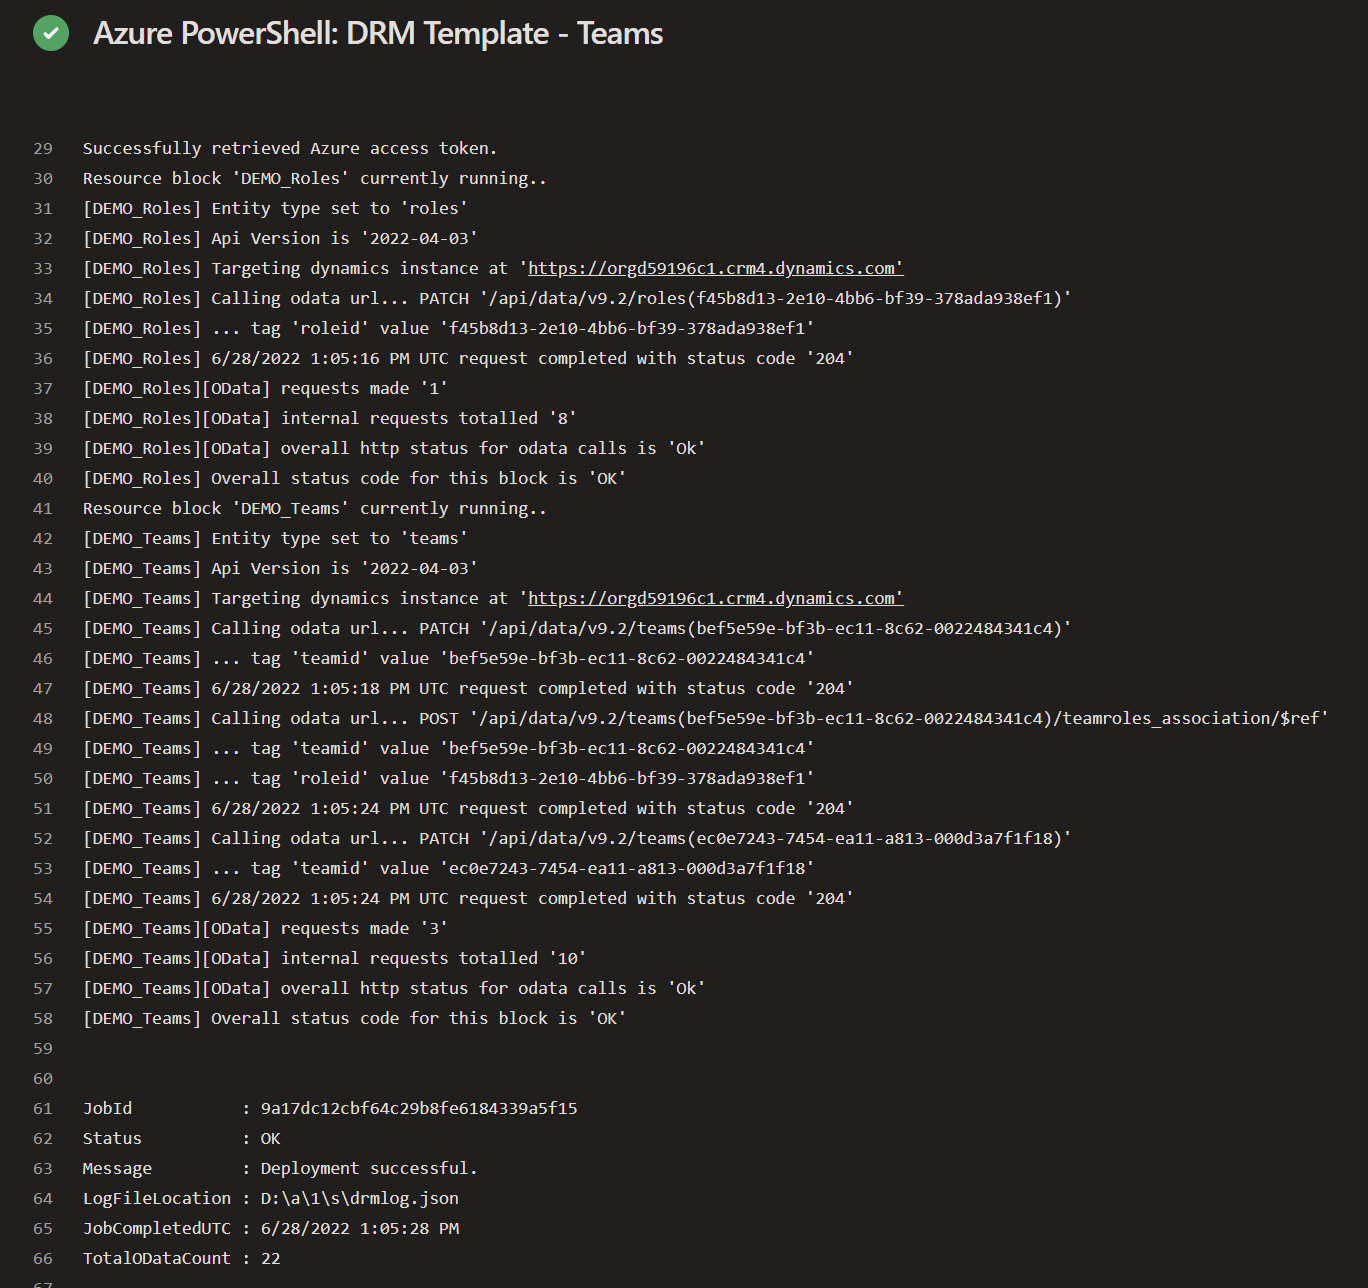 Azure PowerShell: DRM Template - Teams
29 Successfully retrieved Azure access token.
30 Resource block 'DEMO_Roles' currently running..
31 [DEMO_Roles] Entity type set to 'roles'
32 [DEMO_Roles] Api Version is '2022-04-03'
33 [DEMO_Roles] Targeting dynamics instance at 'https://orgd59196c1.crm4.dynamics.com'
34 [DEMO_Roles] Calling odata url... PATCH '/api/data/v9.2/roles(f45b8d13-2e10-4bb6-bf39-378ada938ef1)'
35 [DEMO_Roles] ... tag 'roleid' value 'f45b8d13-2e10-4bb6-bf39-378ada938ef1'
36 [DEMO_Roles] 6/28/2022 1:05:16 PM UTC request completed with status code '204'
37 [DEMO_Roles][OData] requests made '1'
38 [DEMO_Roles][OData] internal requests totalled '8'
39 [DEMO_Roles][OData] overall http status for odata calls is 'Ok'
40 [DEMO_Roles] Overall status code for this block is 'OK'
41 Resource block 'DEMO_Teams' currently running..
42 [DEMO_Teams] Entity type set to 'teams'
43 [DEMO_Teams] Api Version is '2022-04-03'
44 [DEMO_Teams] Targeting dynamics instance at 'https://orgd59196c1.crm4.dynamics.com'
45 [DEMO_Teams] Calling odata url... PATCH '/api/data/v9.2/teams(bef5e59e-bf3b-ec11-8c62-0022484341c4)'
46 [DEMO_Teams] ... tag 'teamid' value 'bef5e59e-bf3b-ec11-8c62-0022484341c4'
47 [DEMO_Teams] 6/28/2022 1:05:18 PM UTC request completed with status code '204'
48 [DEMO_Teams] Calling odata url... POST '/api/data/v9.2/teams(bef5e59e-bf3b-ec11-8c62-0022484341c4)/teamroles_association/$ref'
49 [DEMO_Teams] ... tag 'teamid' value 'bef5e59e-bf3b-ec11-8c62-0022484341c4'
50 [DEMO_Teams] ... tag 'roleid' value 'f45b8d13-2e10-4bb6-bf39-378ada938ef1'
51 [DEMO_Teams] 6/28/2022 1:05:24 PM UTC request completed with status code '204'
52 [DEMO_Teams] Calling odata url... PATCH '/api/data/v9.2/teams(ec0e7243-7454-ea11-a813-000d3a7f1f18)'
53 [DEMO_Teams] ... tag 'teamid' value 'ec0e7243-7454-ea11-a813-000d3a7f1f18'
54 [DEMO_Teams] 6/28/2022 1:05:24 PM UTC request completed with status code '204'
55 [DEMO_Teams][OData] requests made '3'
56 [DEMO_Teams][OData] internal requests totalled '10'
57 [DEMO_Teams][OData] overall http status for odata calls is 'Ok'
58 [DEMO_Teams] Overall status code for this block is 'OK'
59
60
61 JobId : 9a17dc12cbf64c29b8fe6184339a5f15
62 Status : OK
63 Message : Deployment successful.
64 LogFileLocation : D:\a\1\s\drmlog.json
65 JobCompletedUTC : 6/28/2022 1:05:28 PM
66 TotalODataCount : 22
67